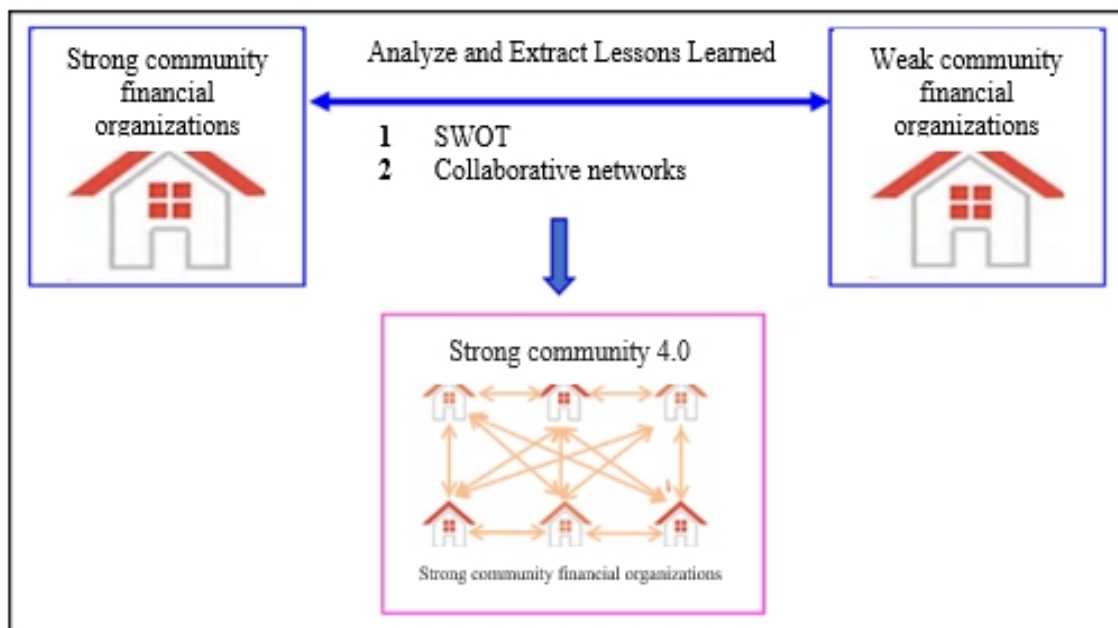 Strong community
financial
organizations
Analyze and Extract Lessons Learned
1 SWOT
2 Collaborative networks
Weak community
financial
organizations
Strong community 4.0
Strong community financial organizations